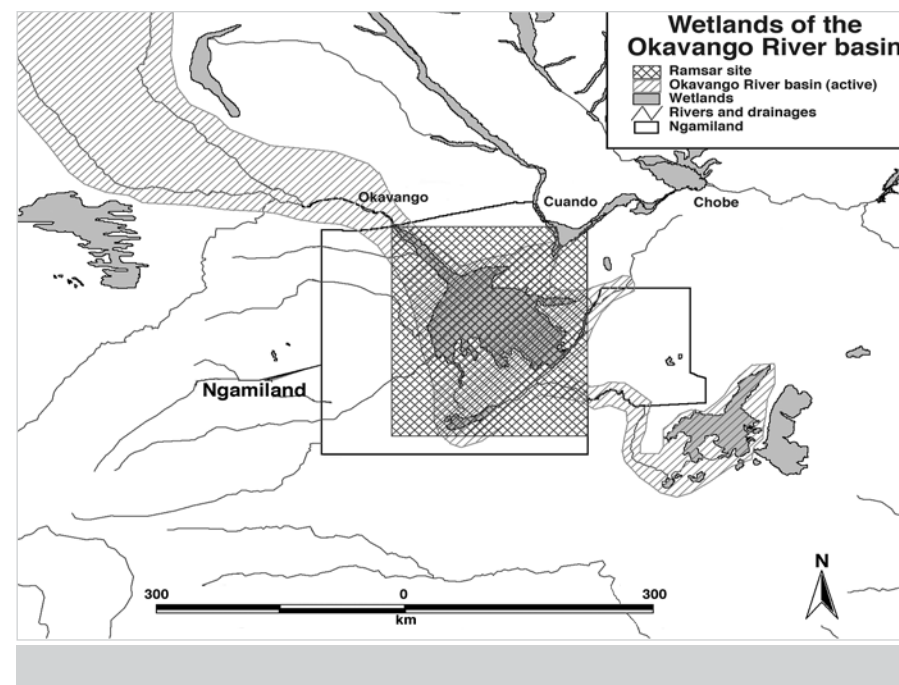 Wetlands of the
Okavango River basin
Ramsar site
Okavango River basin (active)
Wetlands
Rivers and drainages
Ngamiland
Okavango
Cuando
Chobe
Ngamiland
N
300 0 300
km